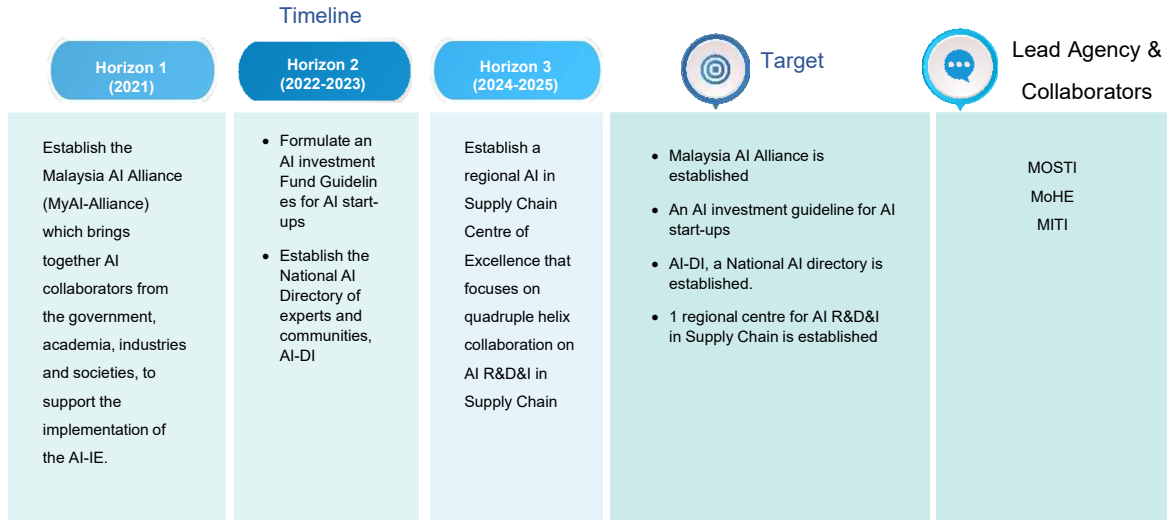 Timeline
Horizon 1
(2021)
Horizon 2
(2022-2023)
Horizon 3
(2024-2025)
Target
Lead Agency &
Collaborators
Establish the
Malaysia AI Alliance
(MyAI-Alliance)
which brings
together AI
collaborators from
the government,
academia, industries
and societies, to
support the
implementation of
the AI-IE.
• Formulate an
AI investment
Fund Guidelin
es for AI start-
ups
• Establish the
National AI
Directory of
experts and
communities,
AI-DI
Establish a
regional AI in
Supply Chain
Centre of
Excellence that
focuses on
quadruple helix
collaboration on
AI R&D&I in
Supply Chain
• Malaysia AI Alliance is
established
• An AI investment guideline for AI
start-ups
• AI-DI, a National AI directory is
established.
• 1 regional centre for AI R&D&I
in Supply Chain is established
MOSTI
MoHE
MITI